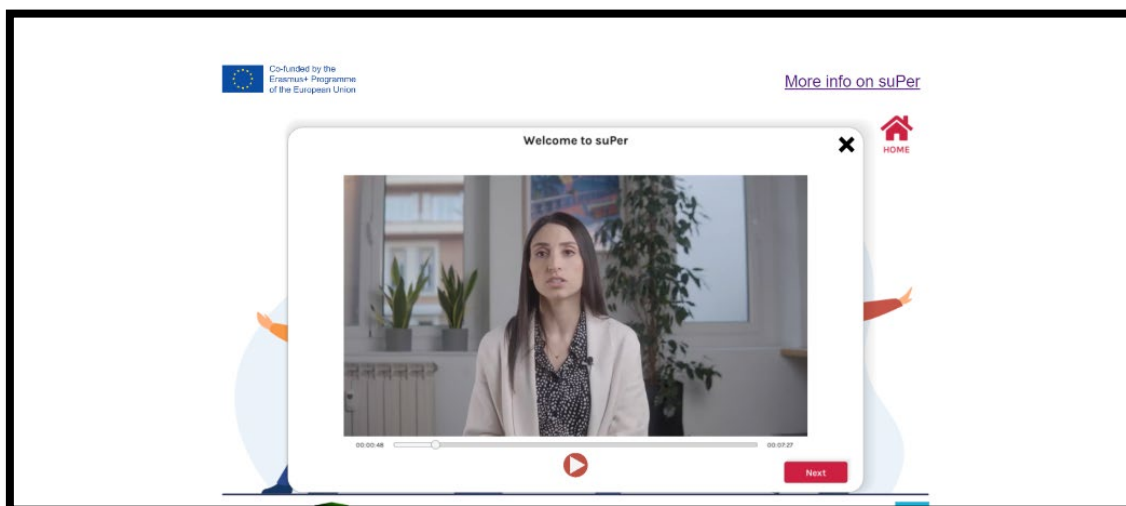 Co-funded by the
Erasmus+ Programme
of the European Union
More info on suPer
HOME
Welcome to suPer
00:00:48
00:07:27
Next